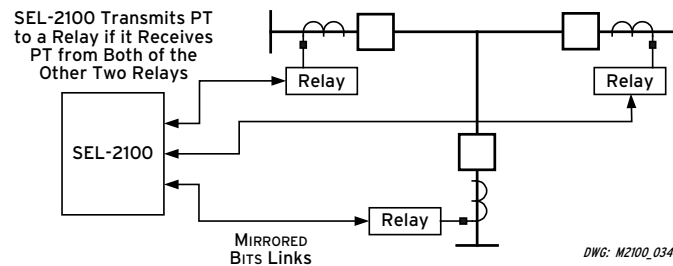 SEL-2100 Transmits PT
to a Relay if it Receives
PT from Both of the
Other Two Relays
Relay
Relay
SEL-2100
Relay
MIRRORED
BITS Links
DWG: M2100_034